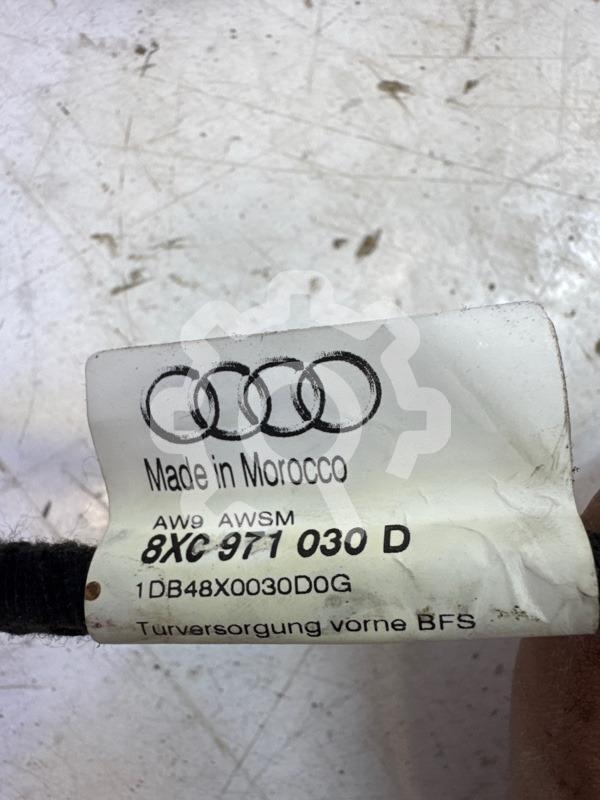 Made in Morocco
AW9 AWSM
8XC 971 030 D
1DB48X0030D0G
Turversorgung vorne BFS